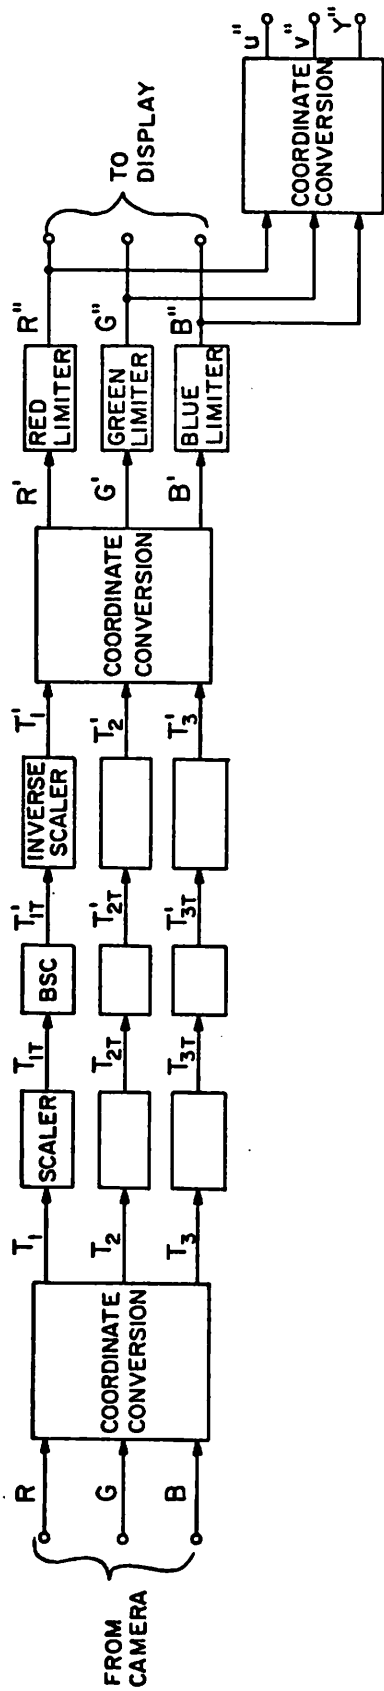 FROM
CAMERA
R
G
B
COORDINATE
CONVERSION
T₁
T₂
T₃
SCALER
T₁T
T₂T
T₃T
BSC
T'₁T
T'₂T
T'₃T
INVERSE
SCALER
T'₁
T'₂
T'₃
COORDINATE
CONVERSION
R'
G'
B'
RED
LIMITER
GREEN
LIMITER
BLUE
LIMITER
R"
G"
B"
TO
DISPLAY
COORDINATE
CONVERSION
u"
v"
Y"